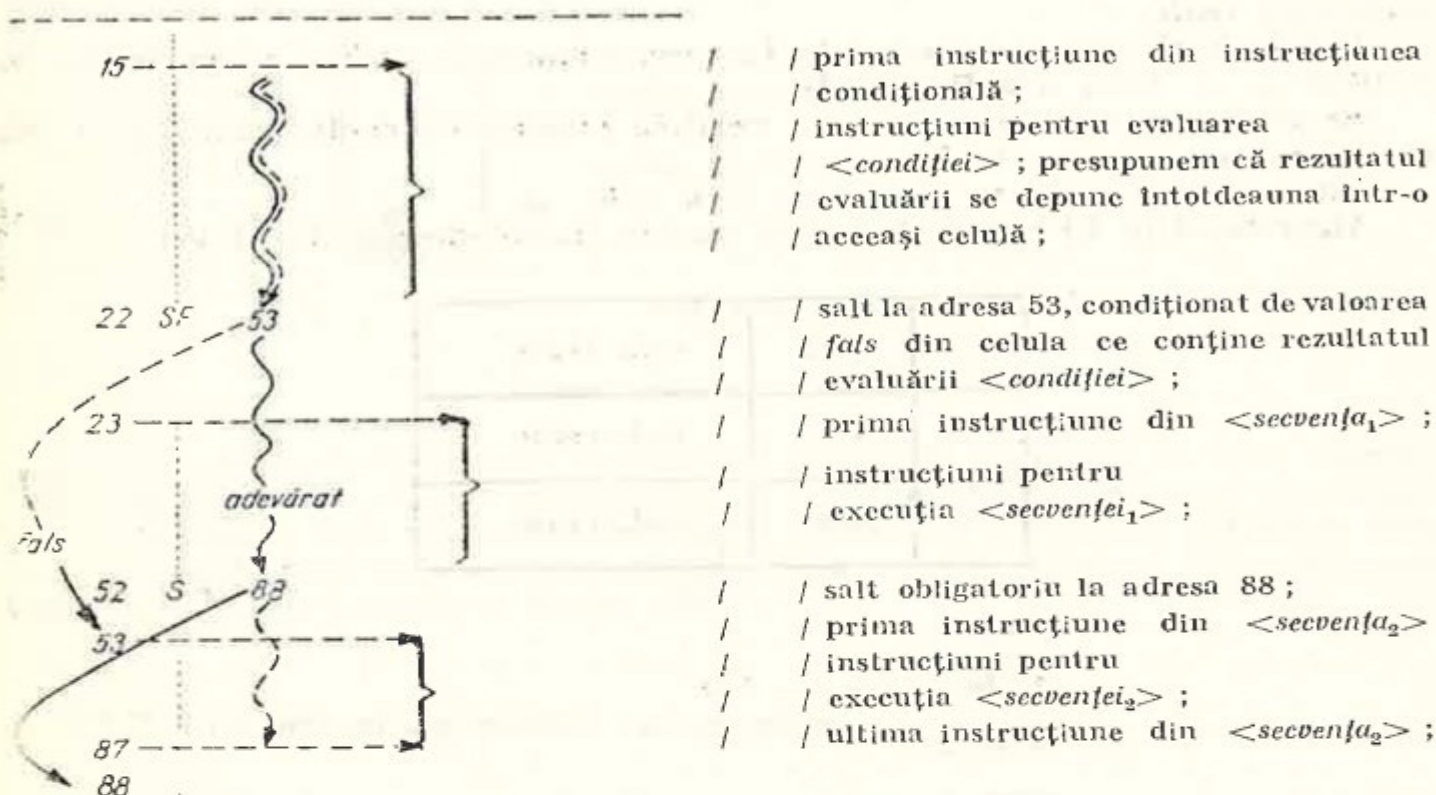 15 / / prima instrucţiune din instrucţiunea
/ / condiţională ;
/ / instrucţiuni pentru evaluarea
/ / <condiţiei> ; presupunem că rezultatul
/ / evaluării se depune întotdeauna într-o
/ / aceeaşi celulă ;
22 SF 53 / / salt la adresa 53, condiţionat de valoarea
/ / fals din celula ce conţine rezultatul
/ / evaluării <condiţiei> ;
23 / / prima instrucţiune din <secvenţa₁> ;
/ / instrucţiuni pentru
adevărat / / execuţia <secvenţei₁> ;
Fals
52 S 88 / / salt obligatoriu la adresa 88 ;
53 / / prima instrucţiune din <secvenţa₂>
/ / instrucţiuni pentru
/ / execuţia <secvenţei₂> ;
87 / / ultima instrucţiune din <secvenţa₂> ;
88